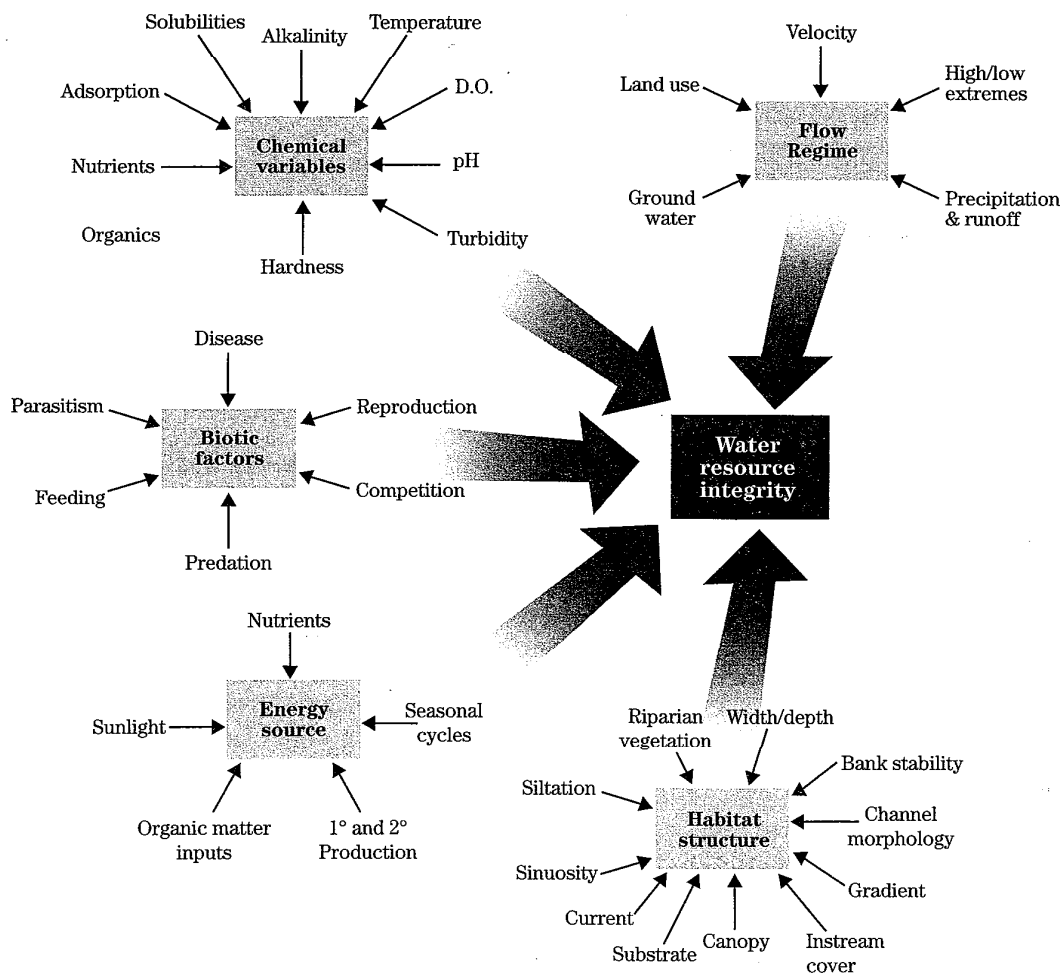 Solubilities
Alkalinity
Temperature
Adsorption
D.O.
Chemical
variables
Nutrients
pH
Organics
Turbidity
Hardness
Velocity
Land use
High/low
extremes
Flow
Regime
Ground
water
Precipitation
& runoff
Disease
Parasitism
Reproduction
Biotic
factors
Feeding
Competition
Predation
Water
resource
integrity
Nutrients
Sunlight
Energy
source
Seasonal
cycles
Organic matter
inputs
1° and 2°
Production
Riparian
vegetation
Width/depth
Bank stability
Siltation
Habitat
structure
Channel
morphology
Sinuosity
Gradient
Current
Substrate
Canopy
Instream
cover